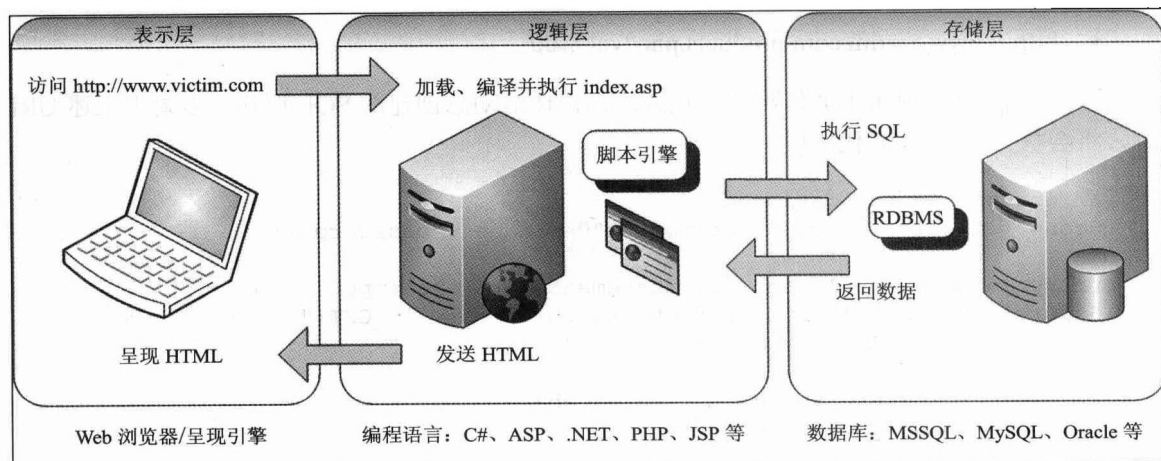 表示层
逻辑层
存储层
访问 http://www.victim.com
加载、编译并执行 index.asp
执行 SQL
脚本引擎
RDBMS
返回数据
呈现 HTML
发送 HTML
Web 浏览器/呈现引擎
编程语言：C#、ASP、.NET、PHP、JSP 等
数据库：MSSQL、MySQL、Oracle 等